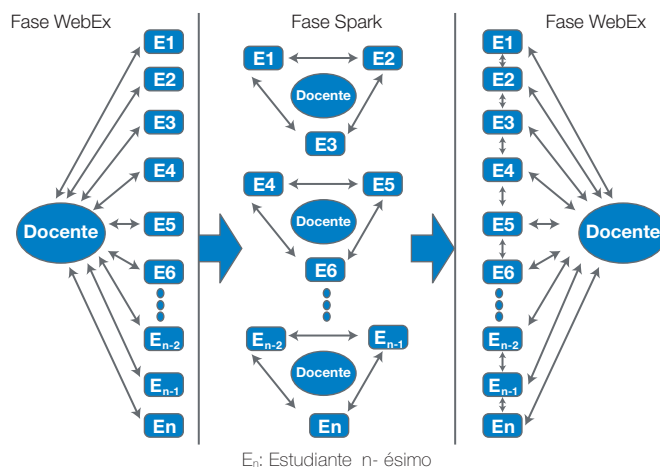 Fase WebEx
E1
E2
E3
E4
Docente
E5
E6
En-2
En-1
En
Fase Spark
E1
E2
Docente
E3
E4
E5
Docente
E6
En-2
En-1
Docente
En
Fase WebEx
E1
E2
E3
E4
E5
Docente
E6
En-2
En-1
En
En: Estudiante n- ésimo